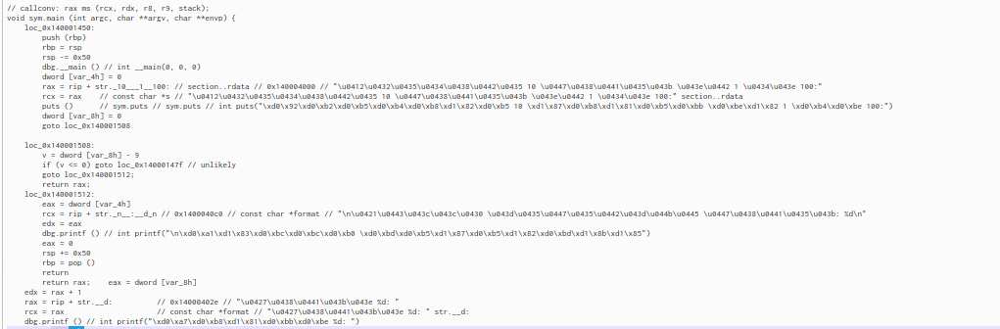 // callconv: rax ms (rcx, rdx, r8, r9, stack);
void sym.main (int argc, char **argv, char **envp) {
loc_0x140001450:
push (rbp)
rbp = rsp
rsp -= 0x50
dbg.__main () // int __main(0, 0, 0)
dword [var_4h] = 0
rax = rip + str._10___1__100: // section..rdata // 0x140004000 // "\u0412\u0432\u0435\u0434\u0438\u0442\u0435 10 \u0447\u0438\u0441\u0435\u043b \u043e\u0442 1 \u0434\u043e 100:"
rcx = rax // const char *s // "\u0412\u0432\u0435\u0434\u0438\u0442\u0435 10 \u0447\u0438\u0441\u0435\u043b \u043e\u0442 1 \u0434\u043e 100:" section..rdata
puts () // sym.puts // sym.puts // int puts("\xd0\x92\xd0\xb2\xd0\xb5\xd0\xb4\xd0\xb8\xd1\x82\xd0\xb5 10 \xd1\x87\xd0\xb8\xd1\x81\xd0\xb5\xd0\xbb \xd0\xbe\xd1\x82 1 \xd0\xb4\xd0\xbe 100:")
dword [var_8h] = 0
goto loc_0x140001508
loc_0x140001508:
v = dword [var_8h] - 9
if (v <= 0) goto loc_0x14000147f // unlikely
goto loc_0x140001512;
return rax;
loc_0x140001512:
eax = dword [var_4h]
rcx = rip + str._n__:__d_n // 0x1400040c0 // const char *format // "\n\u0421\u0443\u043c\u043c\u0430 \u043d\u0435\u0447\u0435\u0442\u043d\u044b\u0445 \u0447\u0438\u0441\u0435\u043b: %d\n"
edx = eax
dbg.printf () // int printf("\n\xd0\xa1\xd1\x83\xd0\xbc\xd0\xbc\xd0\xb0 \xd0\xbd\xd0\xb5\xd1\x87\xd0\xb5\xd1\x82\xd0\xbd\xd1\x8b\xd1\x85")
eax = 0
rsp += 0x50
rbp = pop ()
return
return rax; eax = dword [var_8h]
edx = rax + 1
rax = rip + str.__d: // 0x14000402e // "\u0427\u0438\u0441\u043b\u043e %d: "
rcx = rax // const char *format // "\u0427\u0438\u0441\u043b\u043e %d: " str.__d:
dbg.printf () // int printf("\xd0\xa7\xd0\xb8\xd1\x81\xd0\xbb\xd0\xbe %d: ")